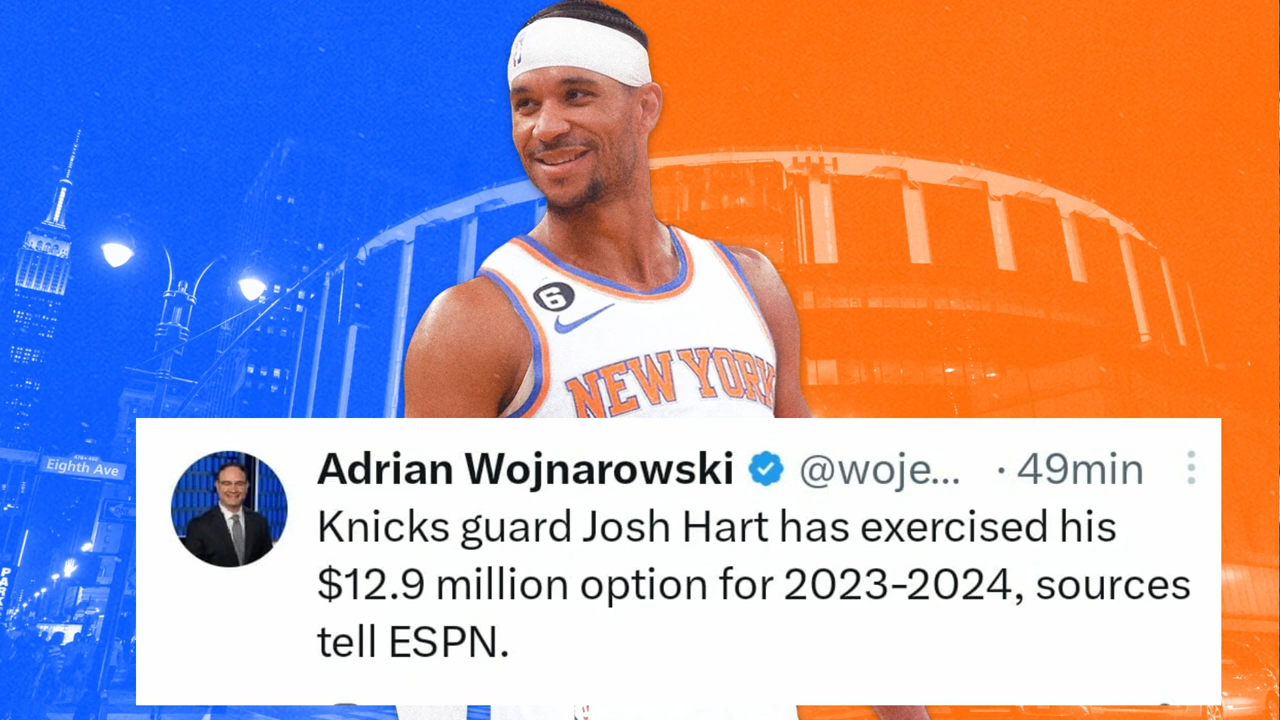 6
NEW YORK
Eighth Ave
Adrian Wojnarowski @woje... · 49min
Knicks guard Josh Hart has exercised his
$12.9 million option for 2023-2024, sources
tell ESPN.